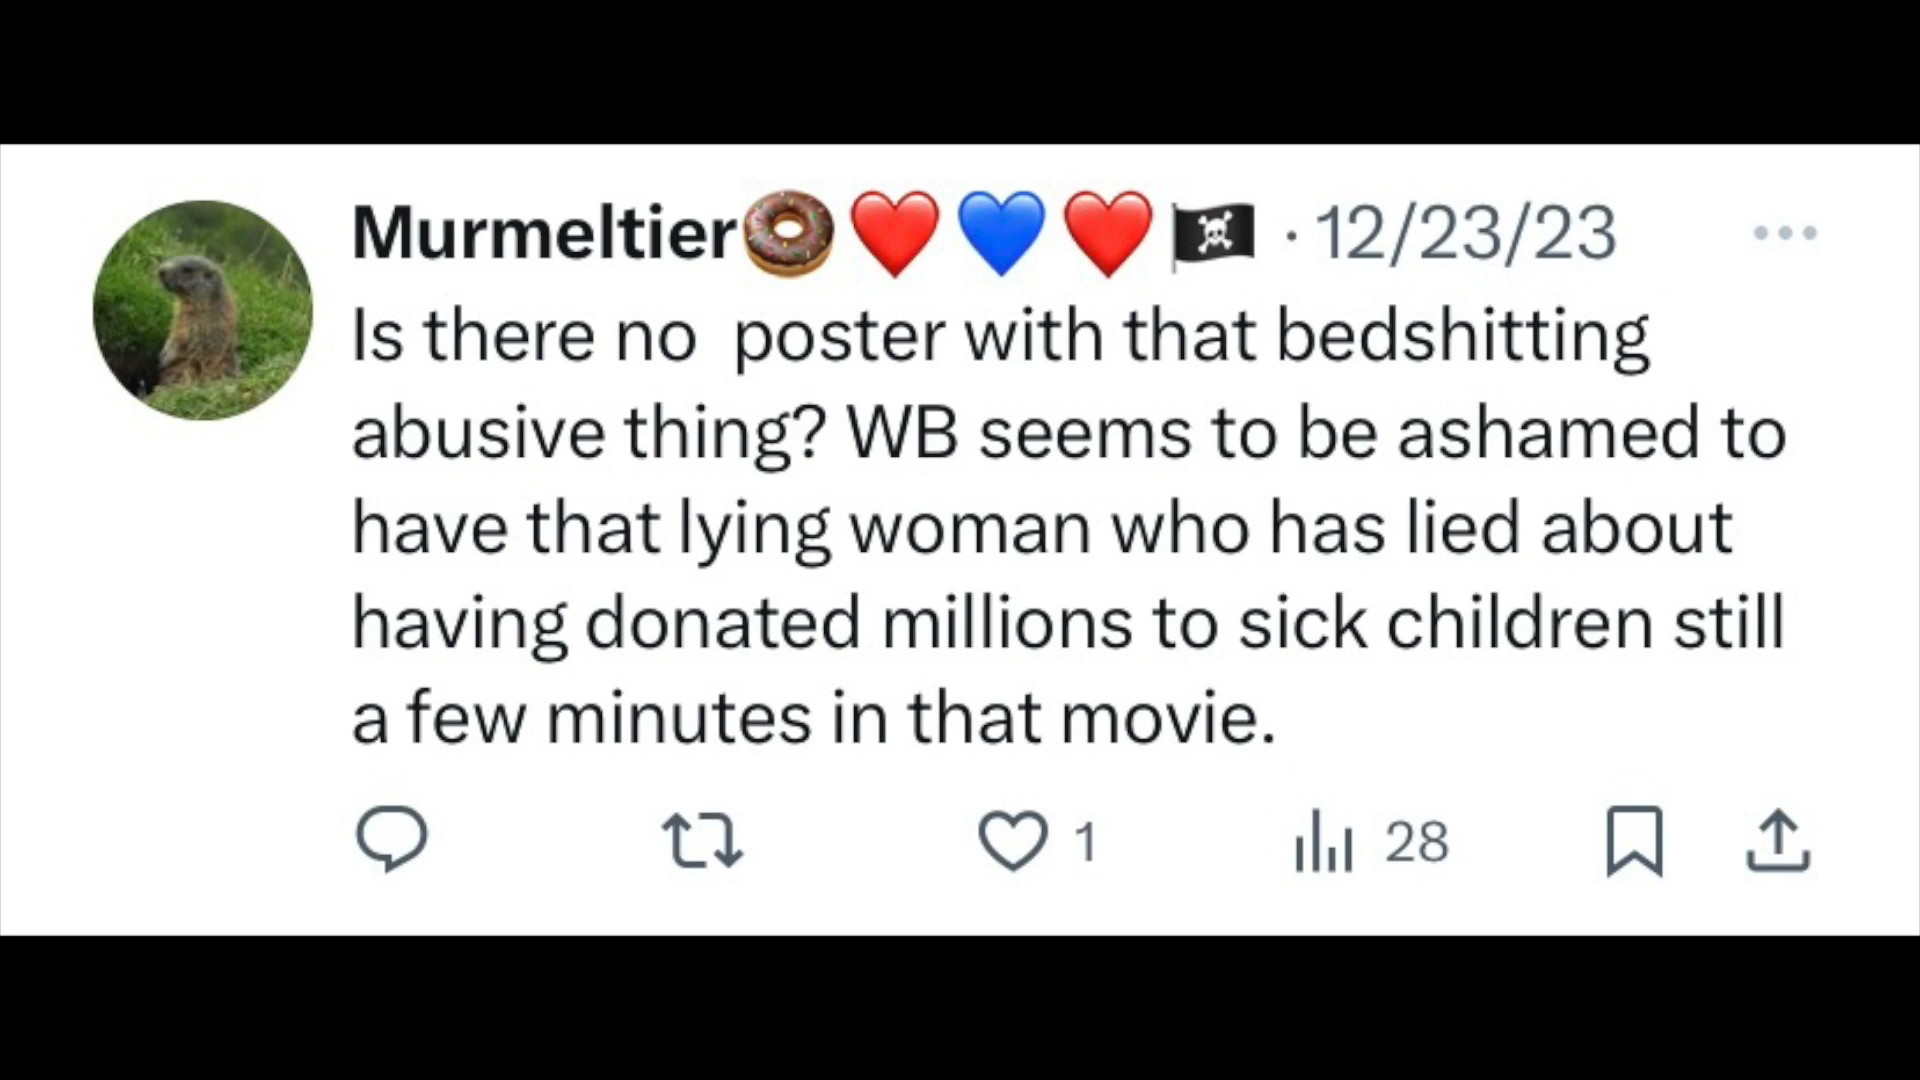 Murmeltier🍩❤️💙❤️🏴‍☠️ · 12/23/23
Is there no  poster with that bedshitting
abusive thing? WB seems to be ashamed to
have that lying woman who has lied about
having donated millions to sick children still
a few minutes in that movie.
1 28